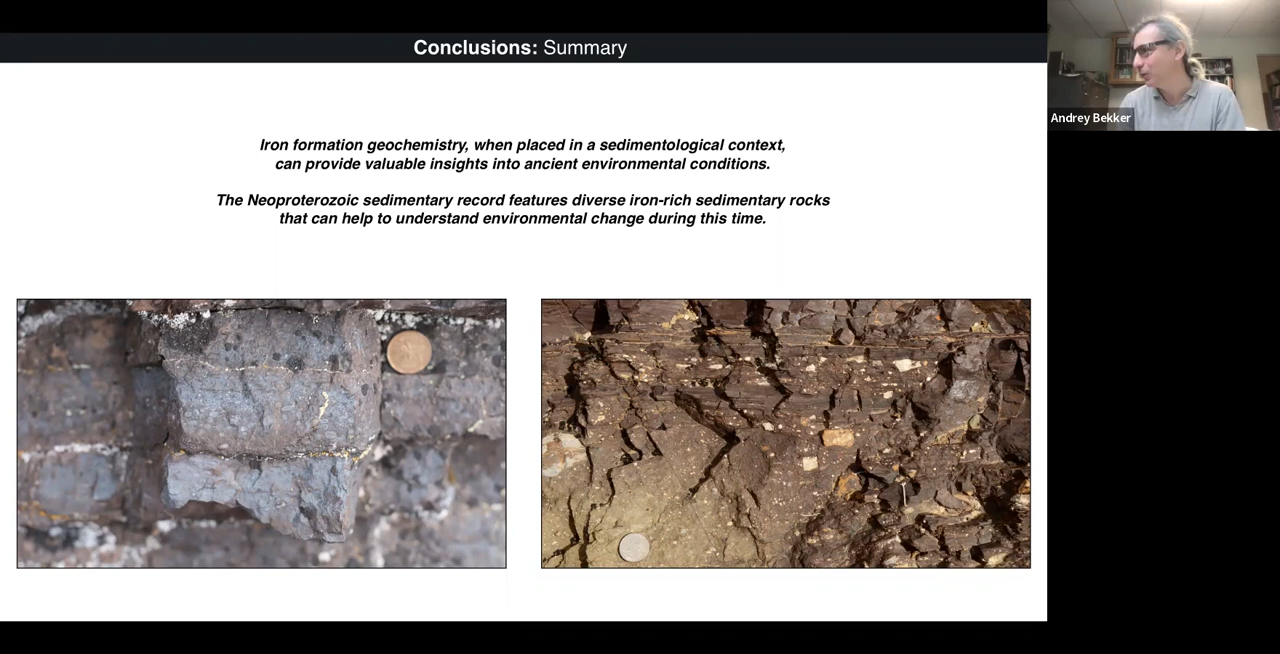 Conclusions: Summary
Iron formation geochemistry, when placed in a sedimentological context,
can provide valuable insights into ancient environmental conditions.
The Neoproterozoic sedimentary record features diverse iron-rich sedimentary rocks
that can help to understand environmental change during this time.
Andrey Bekker